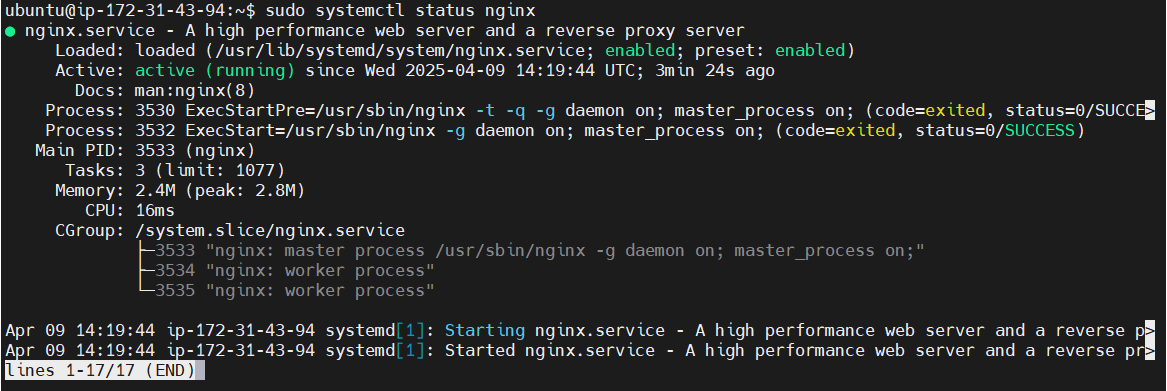 ubuntu@ip-172-31-43-94:~$ sudo systemctl status nginx
● nginx.service - A high performance web server and a reverse proxy server
     Loaded: loaded (/usr/lib/systemd/system/nginx.service; enabled; preset: enabled)
     Active: active (running) since Wed 2025-04-09 14:19:44 UTC; 3min 24s ago
       Docs: man:nginx(8)
    Process: 3530 ExecStartPre=/usr/sbin/nginx -t -q -g daemon on; master_process on; (code=exited, status=0/SUCCE>
    Process: 3532 ExecStart=/usr/sbin/nginx -g daemon on; master_process on; (code=exited, status=0/SUCCESS)
   Main PID: 3533 (nginx)
      Tasks: 3 (limit: 1077)
     Memory: 2.4M (peak: 2.8M)
        CPU: 16ms
     CGroup: /system.slice/nginx.service
             ├─3533 "nginx: master process /usr/sbin/nginx -g daemon on; master_process on;"
             ├─3534 "nginx: worker process"
             └─3535 "nginx: worker process"

Apr 09 14:19:44 ip-172-31-43-94 systemd[1]: Starting nginx.service - A high performance web server and a reverse p>
Apr 09 14:19:44 ip-172-31-43-94 systemd[1]: Started nginx.service - A high performance web server and a reverse pr>
lines 1-17/17 (END)